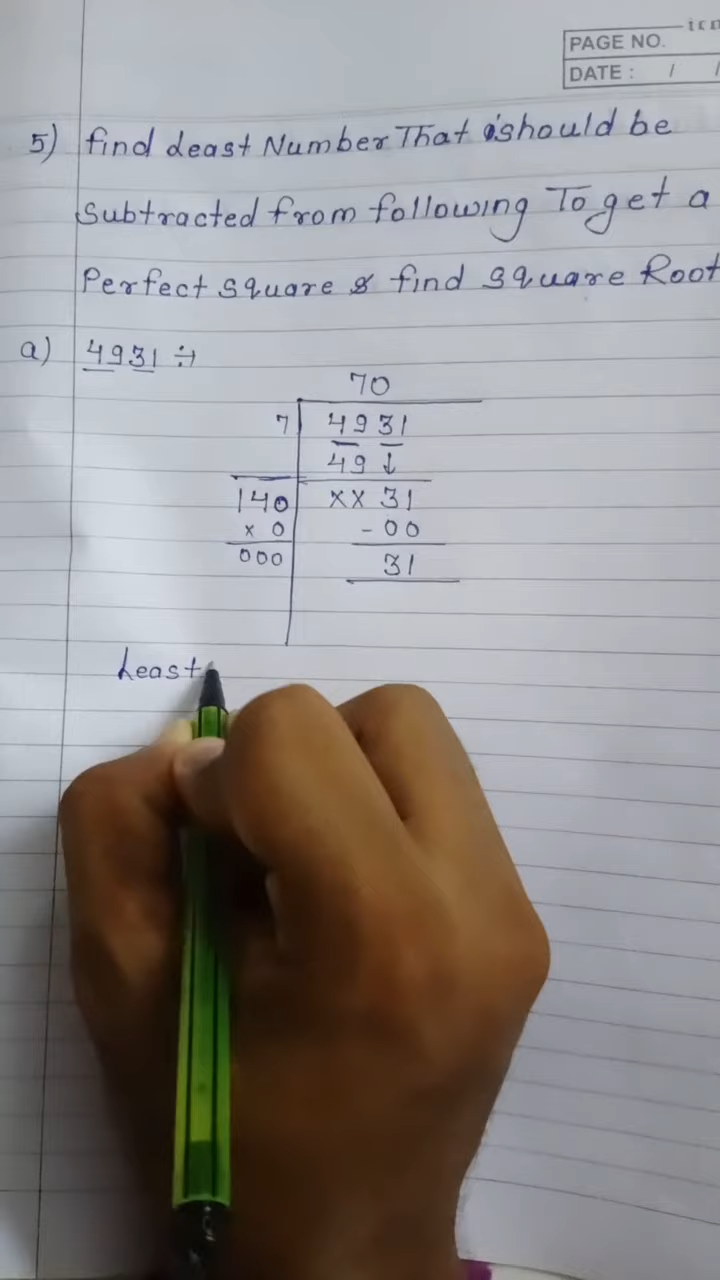 PAGE NO.
DATE : / /
5) find Least Number That should be
Subtracted from following To get a
Perfect square & find square Root
a) 4931 ÷
70
7 4931
49 ↓
140 xx 31
x 0 -00
000 31
Least